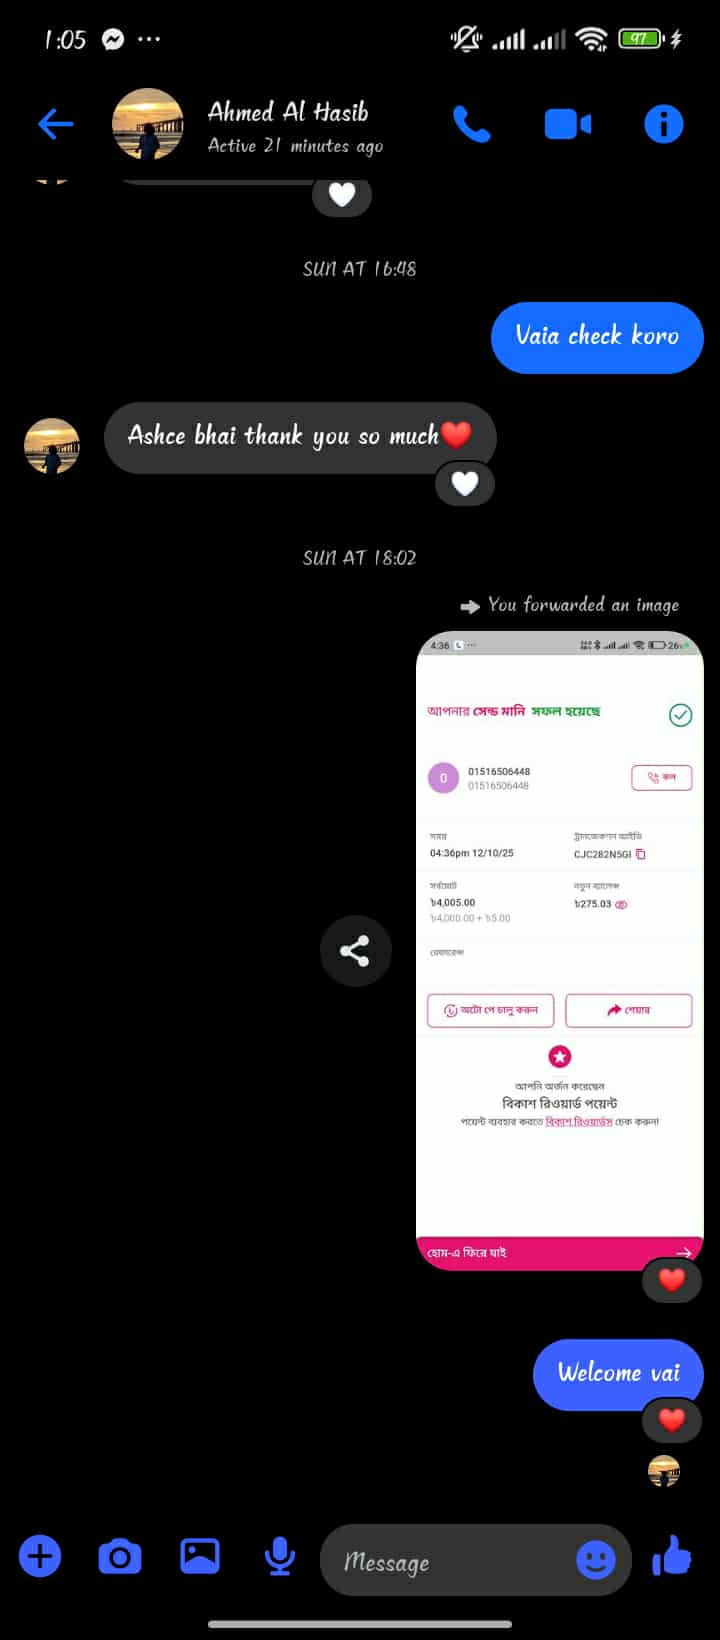 1:05
97
Ahmed Al Hasib
Active 21 minutes ago
SUN AT 16:48
Vaia check koro
Ashce bhai thank you so much❤️
SUN AT 18:02
You forwarded an image
4:36
26
আপনার সেন্ড মানি সফল হয়েছে
0
01516506448
01516506448
কল
সময়
ট্রানজেকশন আইডি
04:36pm 12/10/25
CJC282N5GI
সর্বমোট
নতুন ব্যালেন্স
৳4,005.00
৳275.03
৳4,000.00 + ৳5.00
রেফারেন্স
অটো পে চালু করুন
শেয়ার
আপনি অর্জন করেছেন
বিকাশ রিওয়ার্ড পয়েন্ট
পয়েন্ট ব্যবহার করতে বিকাশ রিওয়ার্ডস চেক করুন!
হোম-এ ফিরে যাই
Welcome vai
Message